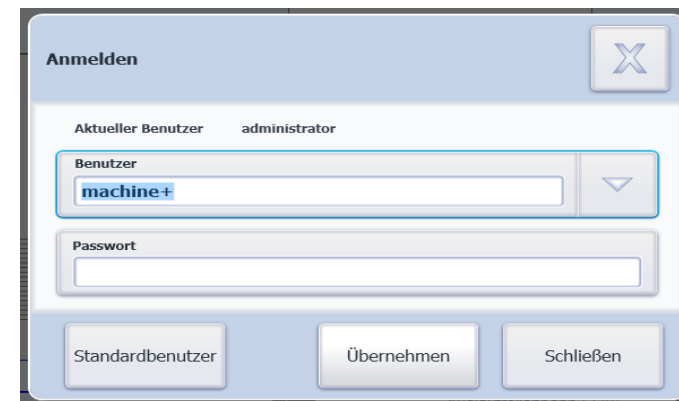 Anmelden
Aktueller Benutzer administrator
Benutzer
machine+
Passwort
Standardbenutzer Übernehmen Schließen